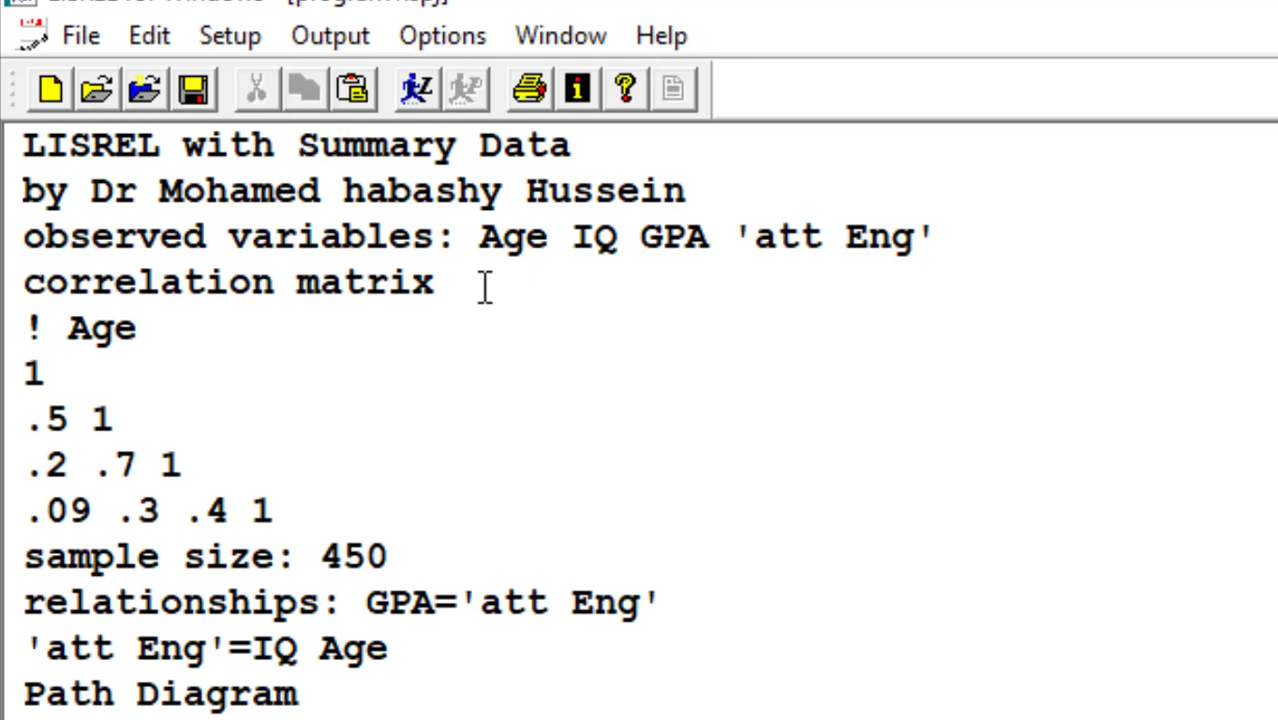 File Edit Setup Output Options Window Help
LISREL with Summary Data
by Dr Mohamed habashy Hussein
observed variables: Age IQ GPA 'att Eng'
correlation matrix
! Age
1
.5 1
.2 .7 1
.09 .3 .4 1
sample size: 450
relationships: GPA='att Eng'
'att Eng'=IQ Age
Path Diagram